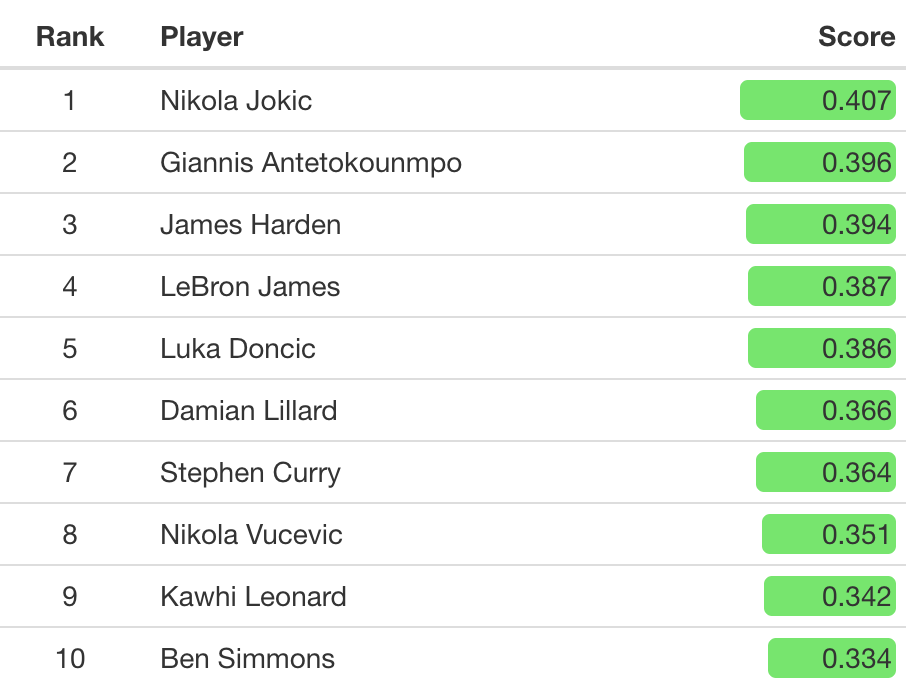 Rank Player Score
1 Nikola Jokic 0.407
2 Giannis Antetokounmpo 0.396
3 James Harden 0.394
4 LeBron James 0.387
5 Luka Doncic 0.386
6 Damian Lillard 0.366
7 Stephen Curry 0.364
8 Nikola Vucevic 0.351
9 Kawhi Leonard 0.342
10 Ben Simmons 0.334